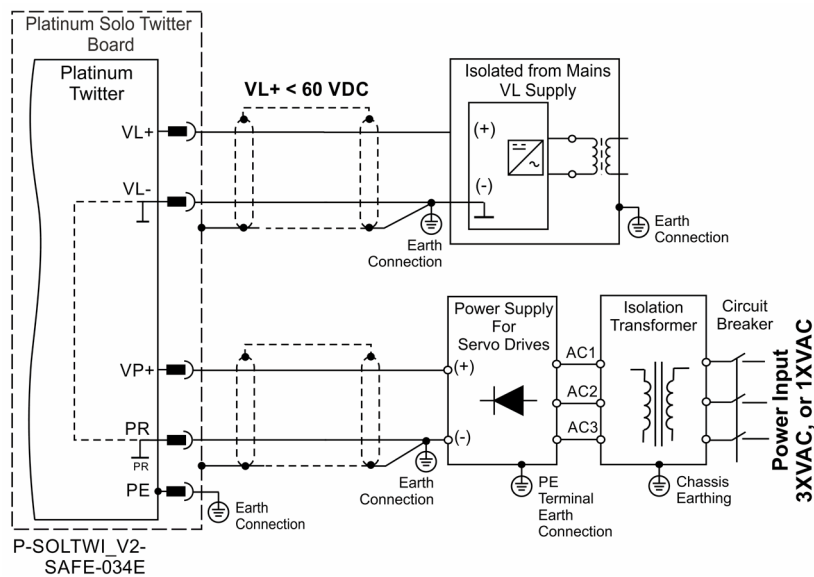 Platinum Solo Twitter
Board
Platinum
Twitter
VL+
VL-
VP+
PR
PR
PE
Earth
Connection
VL+ < 60 VDC
Earth
Connection
Isolated from Mains
VL Supply
(+)
(-)
Earth
Connection
Earth
Connection
Power Supply
For
Servo Drives
(+)
(-)
PE
Terminal
Earth
Connection
AC1
AC2
AC3
Isolation
Transformer
Chassis
Earthing
Circuit
Breaker
Power Input
3XVAC, or 1XVAC
P-SOLTWI_V2-
SAFE-034E